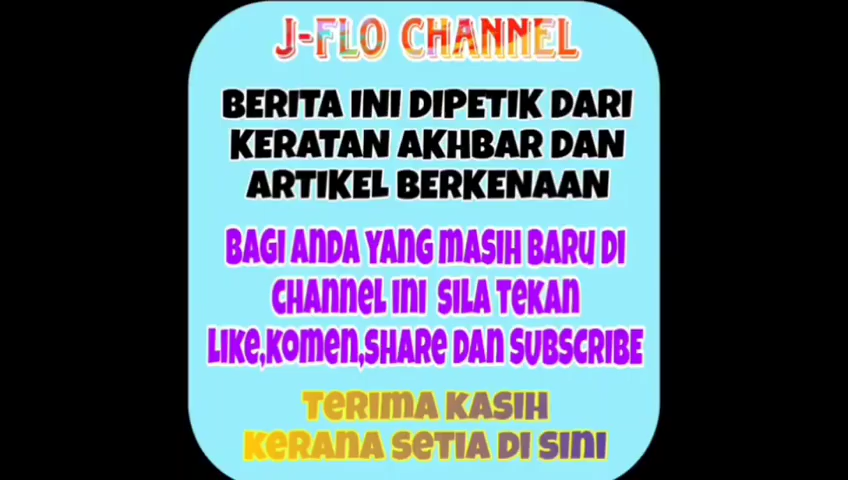 J-FLO CHANNEL
BERITA INI DIPETIK DARI
KERATAN AKHBAR DAN
ARTIKEL BERKENAAN
BAGI ANDA YANG MASIH BARU DI
CHANNEL INI SILA TEKAN
LIKE,KOMEN,SHARE DAN SUBSCRIBE
TERIMA KASIH
KERANA SETIA DI SINI